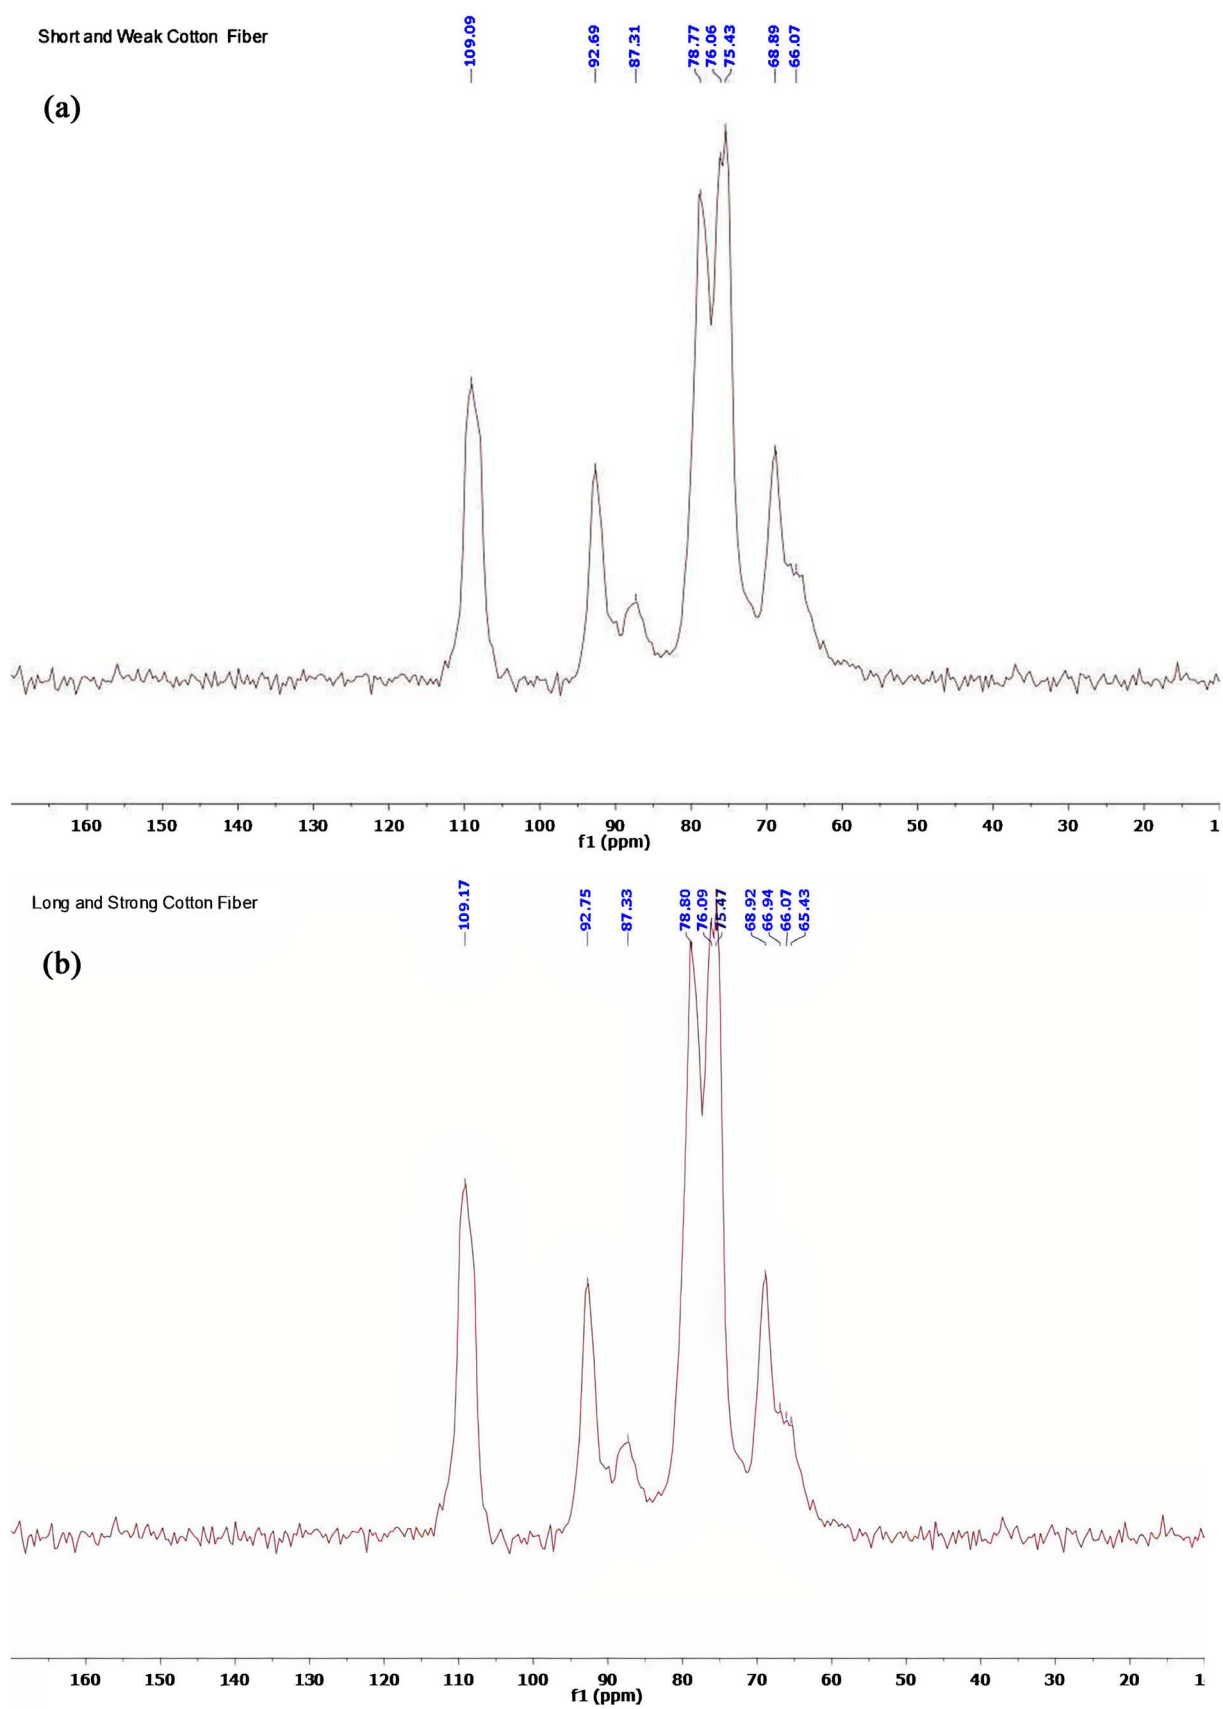 Short and Weak Cotton Fiber
109.09
92.69
87.31
78.77
76.06
75.43
68.89
66.07
(a)
160 150 140 130 120 110 100 90 80 70 60 50 40 30 20 1
f1 (ppm)
Long and Strong Cotton Fiber
109.17
92.75
87.33
78.80
76.09
75.47
68.92
66.94
66.07
65.43
(b)
160 150 140 130 120 110 100 90 80 70 60 50 40 30 20 1
f1 (ppm)